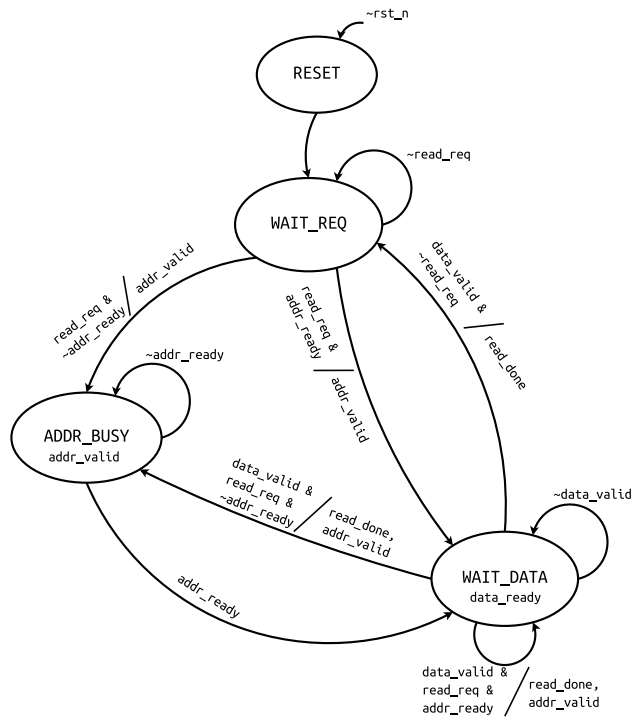 ~rst_n
RESET
~read_req
WAIT_REQ
read_req &
~addr_ready
addr_valid
read_req &
addr_ready
addr_valid
data_valid &
~read_req
read_done
~addr_ready
ADDR_BUSY
addr_valid
data_valid &
read_req &
~addr_ready
read_done,
addr_valid
~data_valid
WAIT_DATA
data_ready
addr_ready
data_valid &
read_req &
addr_ready
read_done,
addr_valid